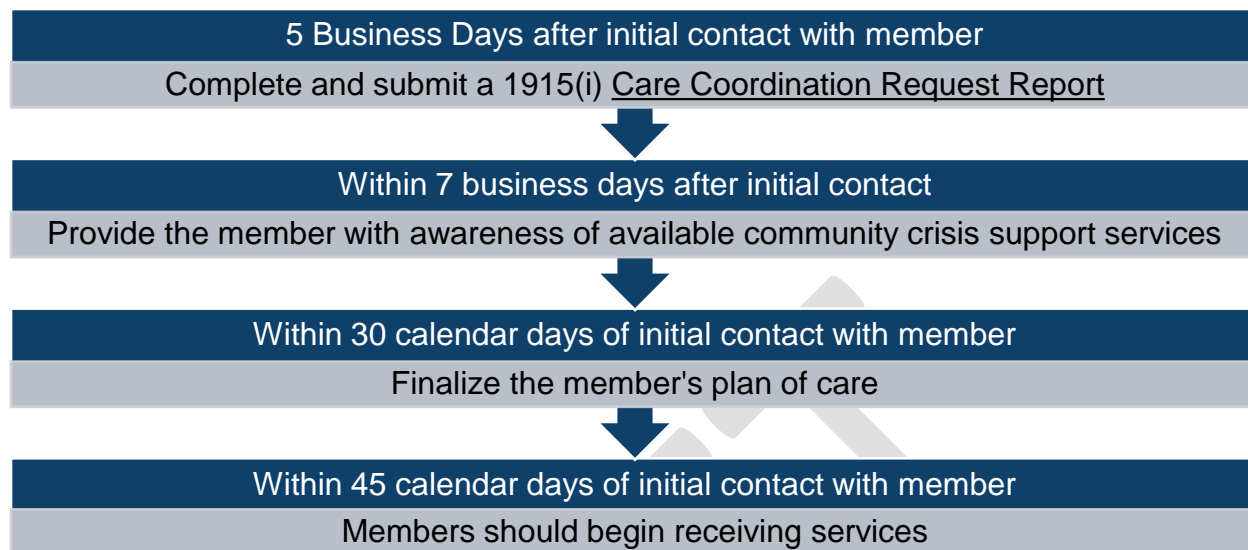 5 Business Days after initial contact with member
Complete and submit a 1915(i) Care Coordination Request Report
Within 7 business days after initial contact
Provide the member with awareness of available community crisis support services
Within 30 calendar days of initial contact with member
Finalize the member's plan of care
Within 45 calendar days of initial contact with member
Members should begin receiving services